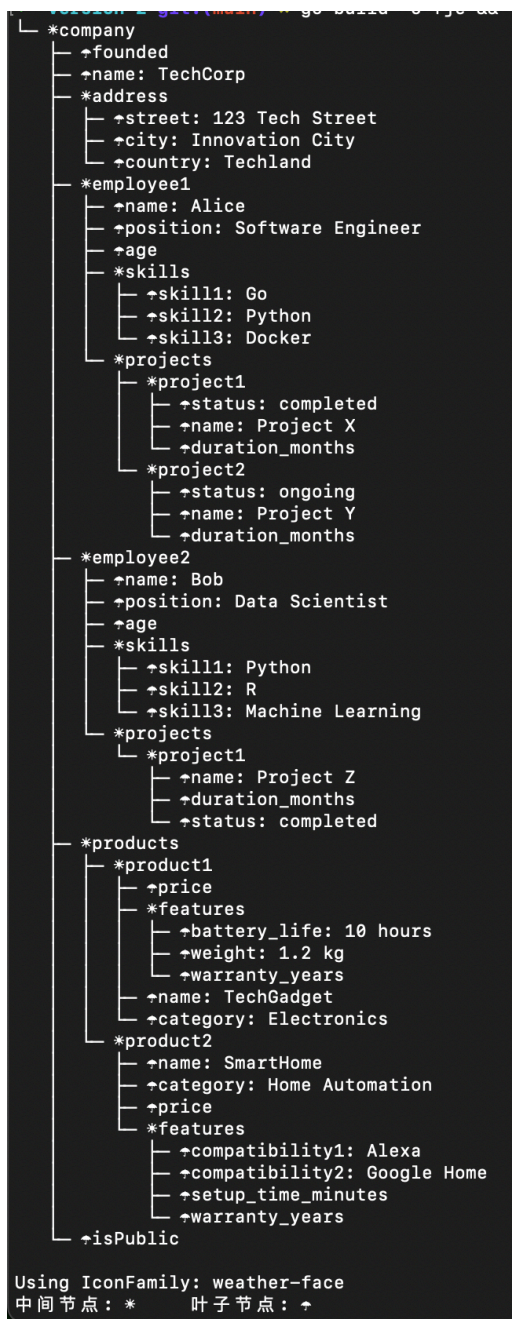 └─ ✴company
   ├─ ☂founded
   ├─ ☂name: TechCorp
   ├─ ✴address
   │  ├─ ☂street: 123 Tech Street
   │  ├─ ☂city: Innovation City
   │  └─ ☂country: Techland
   ├─ ✴employee1
   │  ├─ ☂name: Alice
   │  ├─ ☂position: Software Engineer
   │  ├─ ☂age
   │  ├─ ✴skills
   │  │  ├─ ☂skill1: Go
   │  │  ├─ ☂skill2: Python
   │  │  └─ ☂skill3: Docker
   │  └─ ✴projects
   │     ├─ ✴project1
   │     │  ├─ ☂status: completed
   │     │  ├─ ☂name: Project X
   │     │  └─ ☂duration_months
   │     └─ ✴project2
   │        ├─ ☂status: ongoing
   │        ├─ ☂name: Project Y
   │        └─ ☂duration_months
   ├─ ✴employee2
   │  ├─ ☂name: Bob
   │  ├─ ☂position: Data Scientist
   │  ├─ ☂age
   │  ├─ ✴skills
   │  │  ├─ ☂skill1: Python
   │  │  ├─ ☂skill2: R
   │  │  └─ ☂skill3: Machine Learning
   │  └─ ✴projects
   │     └─ ✴project1
   │        ├─ ☂name: Project Z
   │        ├─ ☂duration_months
   │        └─ ☂status: completed
   ├─ ✴products
   │  ├─ ✴product1
   │  │  ├─ ☂price
   │  │  ├─ ✴features
   │  │  │  ├─ ☂battery_life: 10 hours
   │  │  │  ├─ ☂weight: 1.2 kg
   │  │  │  └─ ☂warranty_years
   │  │  ├─ ☂name: TechGadget
   │  │  └─ ☂category: Electronics
   │  └─ ✴product2
   │     ├─ ☂name: SmartHome
   │     ├─ ☂category: Home Automation
   │     ├─ ☂price
   │     └─ ✴features
   │        ├─ ☂compatibility1: Alexa
   │        ├─ ☂compatibility2: Google Home
   │        ├─ ☂setup_time_minutes
   │        └─ ☂warranty_years
   └─ ☂isPublic
Using IconFamily: weather-face
中间节点: ✴    叶子节点: ☂